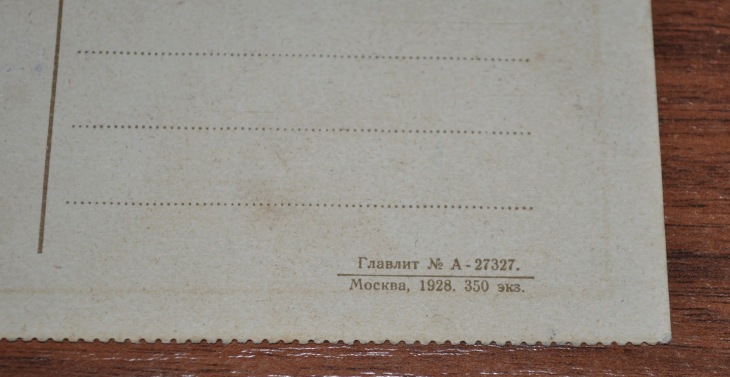 Главлит № А-27327.
Москва, 1928. 350 экз.